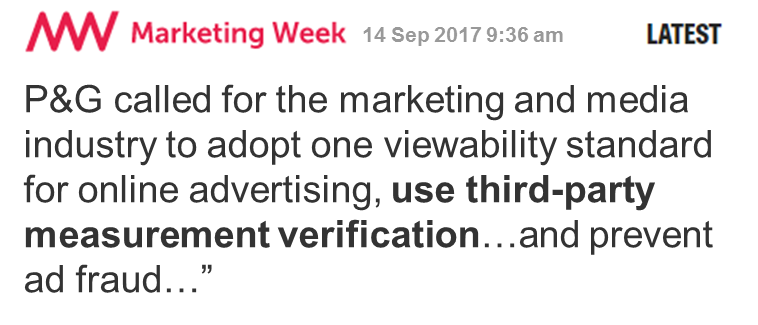 Marketing Week 14 Sep 2017 9:36 am LATEST
P&G called for the marketing and media
industry to adopt one viewability standard
for online advertising, use third-party
measurement verification…and prevent
ad fraud…”